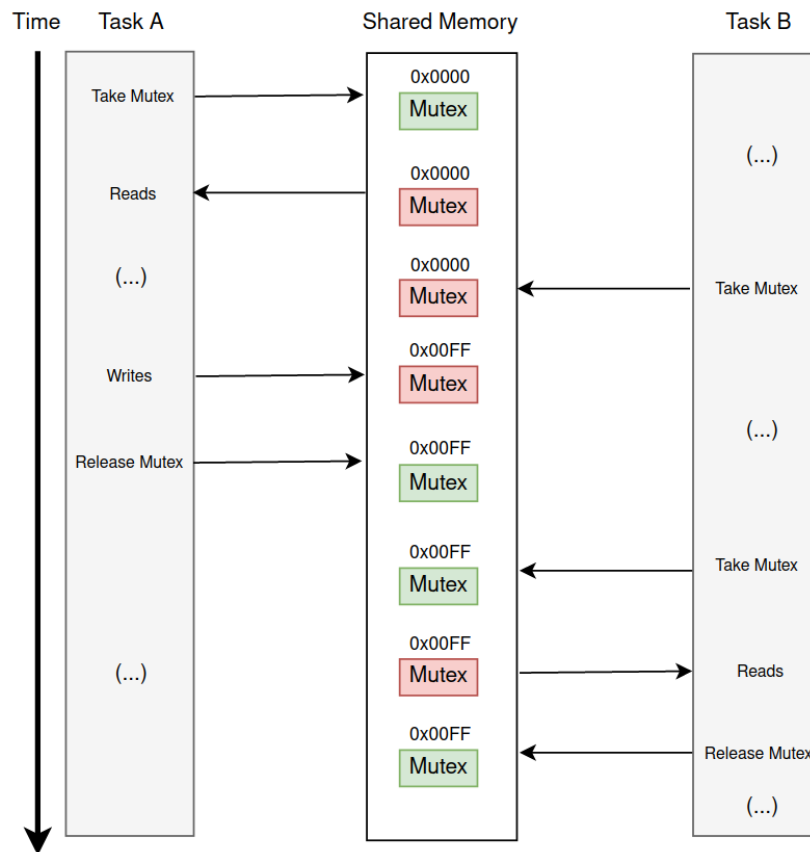 Time
Task A
Shared Memory
Task B
0x0000
Take Mutex
Mutex
(...)
0x0000
Reads
Mutex
(...)
0x0000
Mutex
Take Mutex
0x00FF
Writes
Mutex
(...)
0x00FF
Release Mutex
Mutex
0x00FF
Mutex
Take Mutex
0x00FF
(...)
Mutex
Reads
0x00FF
Mutex
Release Mutex
(...)